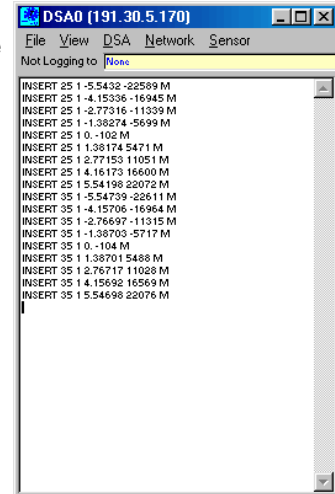 DSA0 (191.30.5.170)
File View DSA Network Sensor
Not Logging to None
INSERT 25 1 -5.5432 -22589 M
INSERT 25 1 -4.15336 -16945 M
INSERT 25 1 -2.77316 -11339 M
INSERT 25 1 -1.38274 -5699 M
INSERT 25 1 0. -102 M
INSERT 25 1 1.38174 5471 M
INSERT 25 1 2.77153 11051 M
INSERT 25 1 4.16173 16600 M
INSERT 25 1 5.54198 22072 M
INSERT 35 1 -5.54739 -22611 M
INSERT 35 1 -4.15706 -16964 M
INSERT 35 1 -2.76697 -11315 M
INSERT 35 1 -1.38703 -5717 M
INSERT 35 1 0. -104 M
INSERT 35 1 1.38701 5488 M
INSERT 35 1 2.76717 11028 M
INSERT 35 1 4.15692 16569 M
INSERT 35 1 5.54698 22076 M